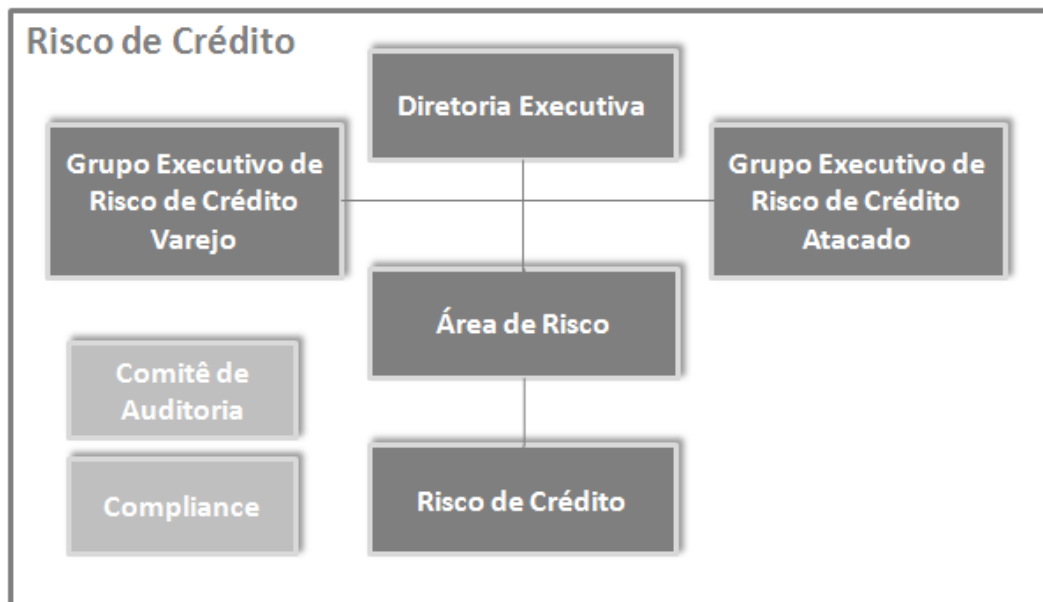 Risco de Crédito
Diretoria Executiva
Grupo Executivo de
Risco de Crédito
Varejo
Grupo Executivo de
Risco de Crédito
Atacado
Área de Risco
Comitê de
Auditoria
Compliance
Risco de Crédito